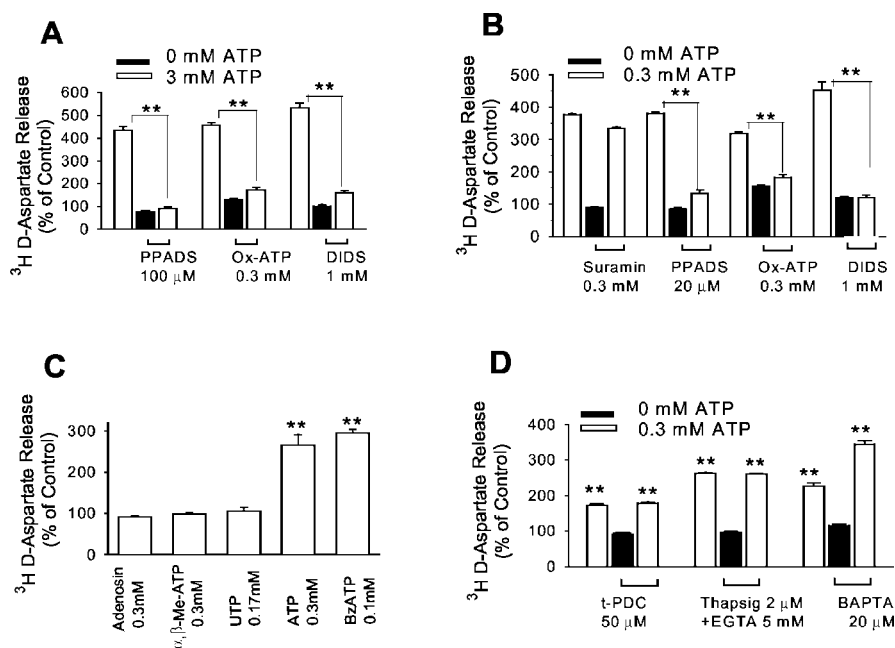 A
0 mM ATP
3 mM ATP
³H D-Aspartate Release
(% of Control)
600
500
400
300
200
100
0
**
**
**
PPADS
100 μM
Ox-ATP
0.3 mM
DIDS
1 mM
B
0 mM ATP
0.3 mM ATP
³H D-Aspartate Release
(% of Control)
500
400
300
200
100
0
**
**
**
Suramin
0.3 mM
PPADS
20 μM
Ox-ATP
0.3 mM
DIDS
1 mM
C
³H D-Aspartate Release
(% of Control)
300
200
100
0
**
**
Adenosin
0.3mM
α,β-Me-ATP
0.3mM
UTP
0.17mM
ATP
0.3mM
BzATP
0.1mM
D
0 mM ATP
0.3 mM ATP
³H D-Aspartate Release
(% of Control)
400
300
200
100
0
**
**
**
**
**
**
t-PDC
50 μM
Thapsig 2 μM
+EGTA 5 mM
BAPTA
20 μM